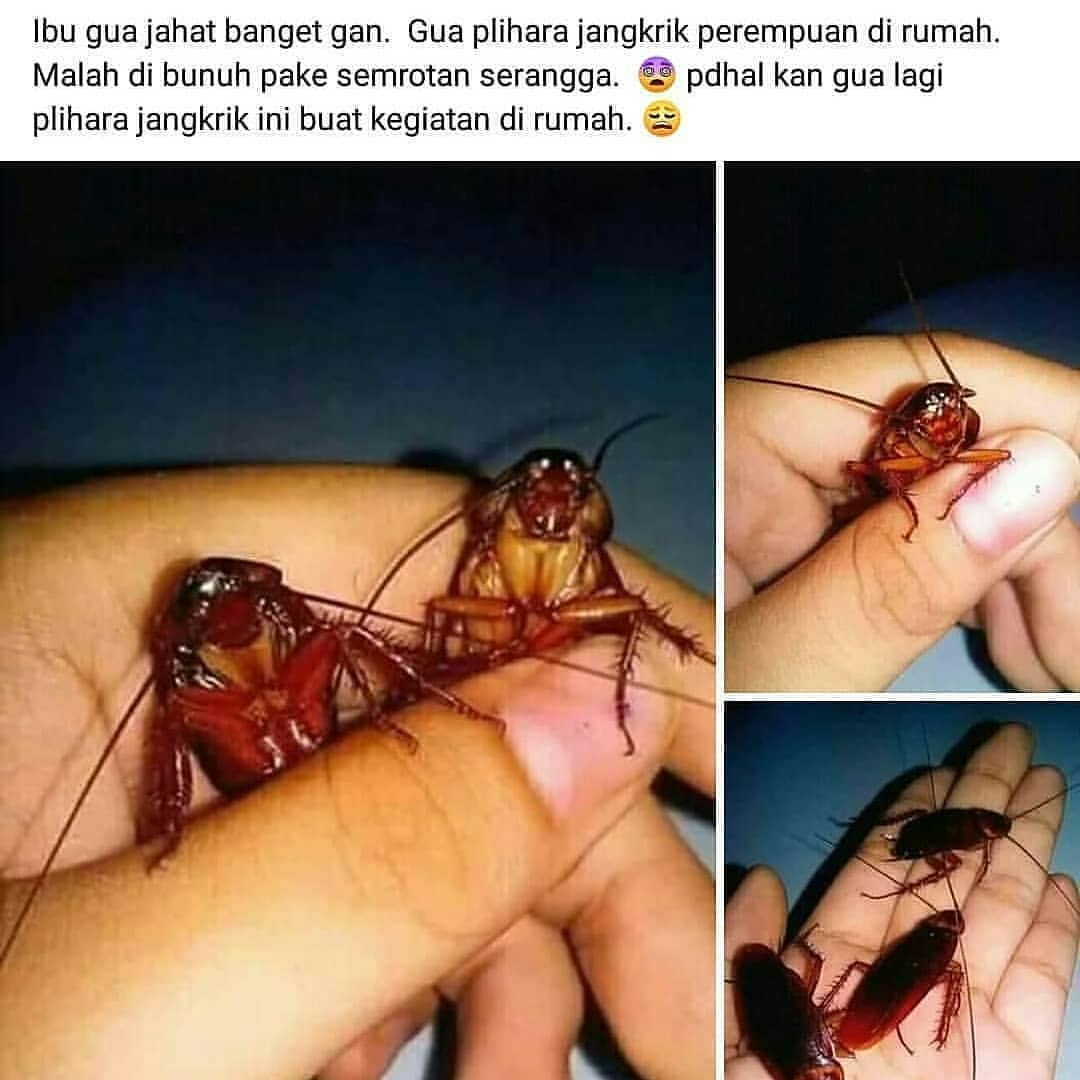 Ibu gua jahat banget gan.  Gua plihara jangkrik perempuan di rumah.
Malah di bunuh pake semrotan serangga.  😨 pdhal kan gua lagi
plihara jangkrik ini buat kegiatan di rumah. 😩